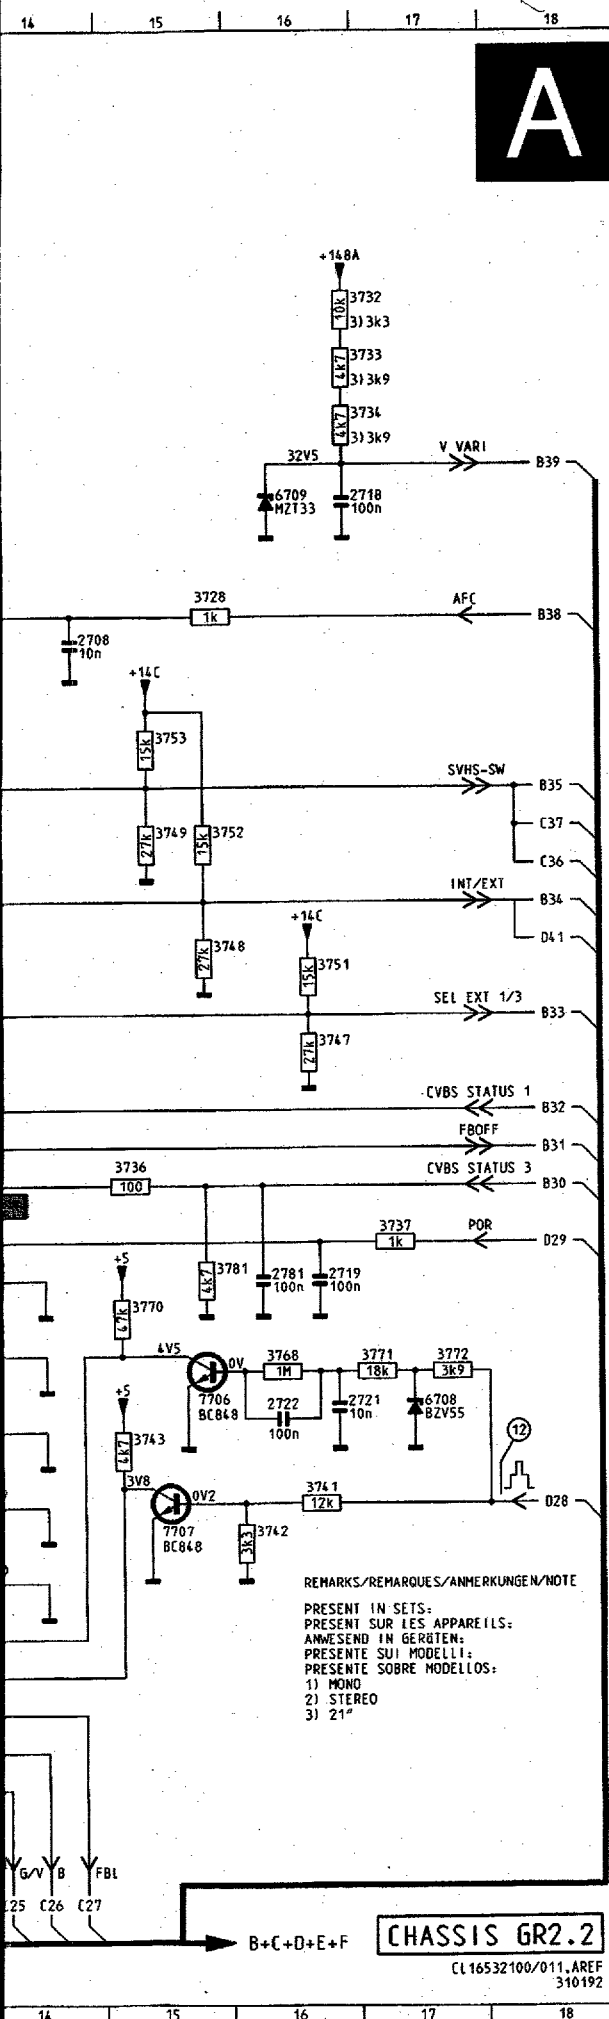 14 15 16 17 18
A
+148A
10k 3732
3)3k3
4k7 3733
3)3k9
4k7 3734
3)3k9
32V5
V VARI
B39
6709
MZT33
2718
100n
3728
1k
AFC
B38
2708
10n
+14C
15k 3753
SVHS-SW
B35
27k 3749
15k 3752
C37
C36
INT/EXT
B34
27k 3748
+14C
D41
15k 3751
SEL EXT 1/3
B33
27k 3747
CVBS STATUS 1
B32
FBOFF
B31
3736
100
CVBS STATUS 3
B30
3737
1k
POR
D29
+5
4k7 3781
2781
100n
2719
100n
47k 3770
4V5
0V
3768
1M
3771
18k
3772
3k9
7706
BC848
2722
100n
2721
10n
6708
BZV55
+5
4k7 3743
12
3V8
0V2
3741
12k
D28
7707
BC848
3k3 3742
REMARKS/REMARQUES/ANMERKUNGEN/NOTE
PRESENT IN SETS:
PRESENT SUR LES APPAREILS:
ANWESEND IN GERÄTEN:
PRESENTE SUI MODELLI:
PRESENTE SOBRE MODELLOS:
1) MONO
2) STEREO
3) 21"
G/V B FBL
C25 C26 C27
B+C+D+E+F
CHASSIS GR2.2
CL16532100/011.AREF
310192
14 15 16 17 18